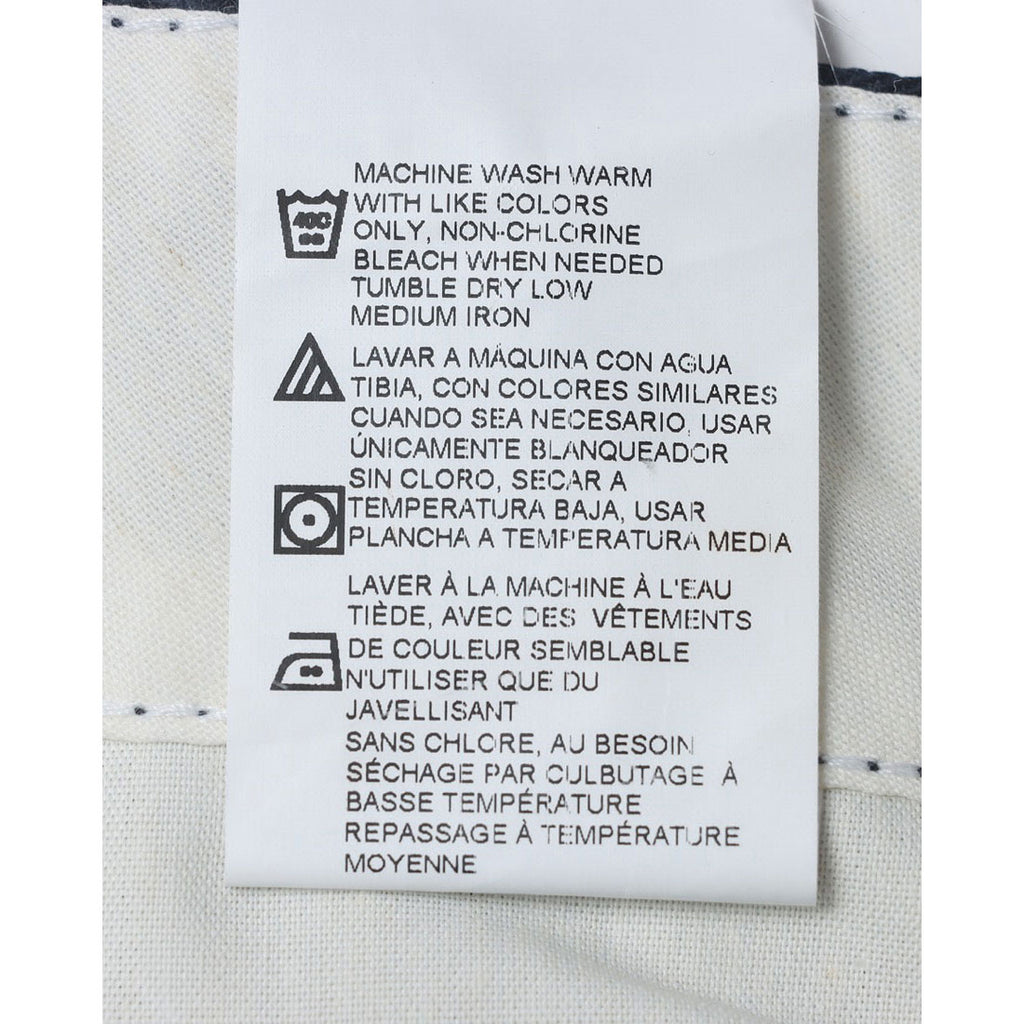 MACHINE WASH WARM
WITH LIKE COLORS
ONLY, NON-CHLORINE
BLEACH WHEN NEEDED
TUMBLE DRY LOW
MEDIUM IRON
40C
LAVAR A MÁQUINA CON AGUA
TIBIA, CON COLORES SIMILARES
CUANDO SEA NECESARIO, USAR
ÚNICAMENTE BLANQUEADOR
SIN CLORO, SECAR A
TEMPERATURA BAJA, USAR
PLANCHA A TEMPERATURA MEDIA
LAVER À LA MACHINE À L'EAU
TIÈDE, AVEC DES VÊTEMENTS
DE COULEUR SEMBLABLE
N'UTILISER QUE DU
JAVELLISANT
SANS CHLORE, AU BESOIN
SÉCHAGE PAR CULBUTAGE À
BASSE TEMPÉRATURE
REPASSAGE À TEMPÉRATURE
MOYENNE